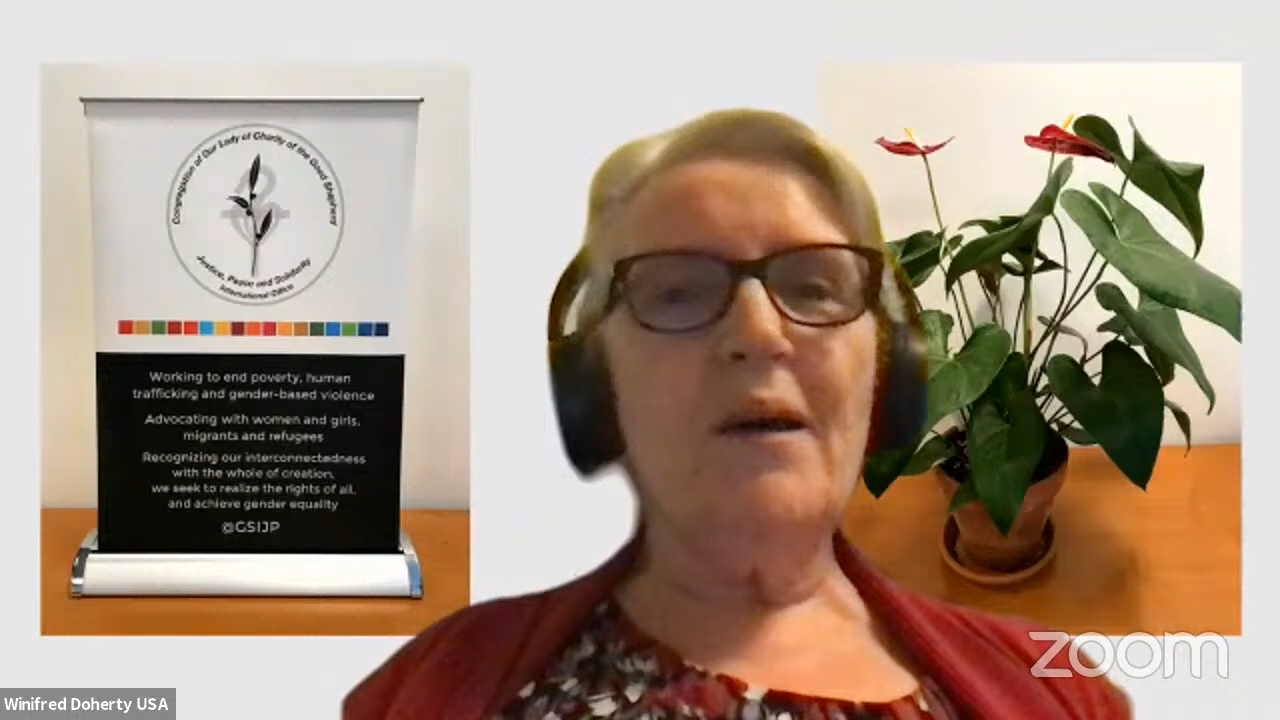 Congregation of Our Lady of Charity of the Good Shepherd
Justice, Peace and Solidarity
International Office
Working to end poverty, human
trafficking and gender-based violence
Advocating with women and girls,
migrants and refugees
Recognizing our interconnectedness
with the whole of creation,
we seek to realize the rights of all,
and achieve gender equality
@GSIJP
zoom
Winifred Doherty USA